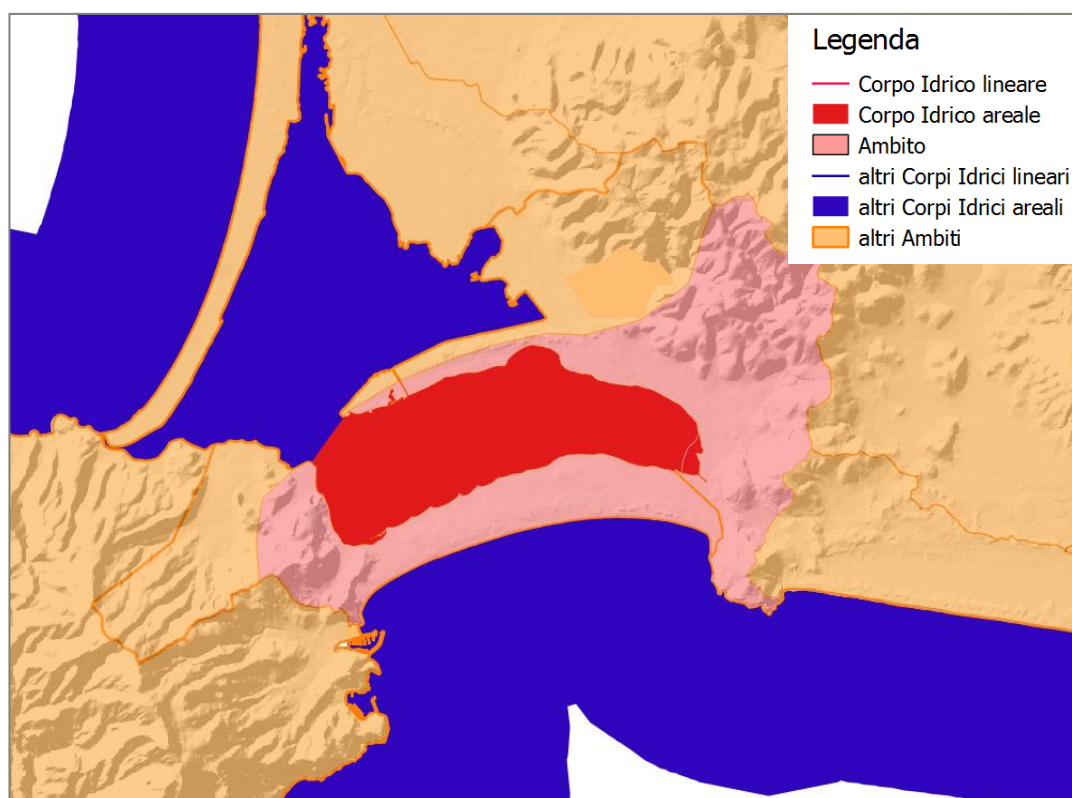 Legenda
Corpo Idrico lineare
Corpo Idrico areale
Ambito
altri Corpi Idrici lineari
altri Corpi Idrici areali
altri Ambiti